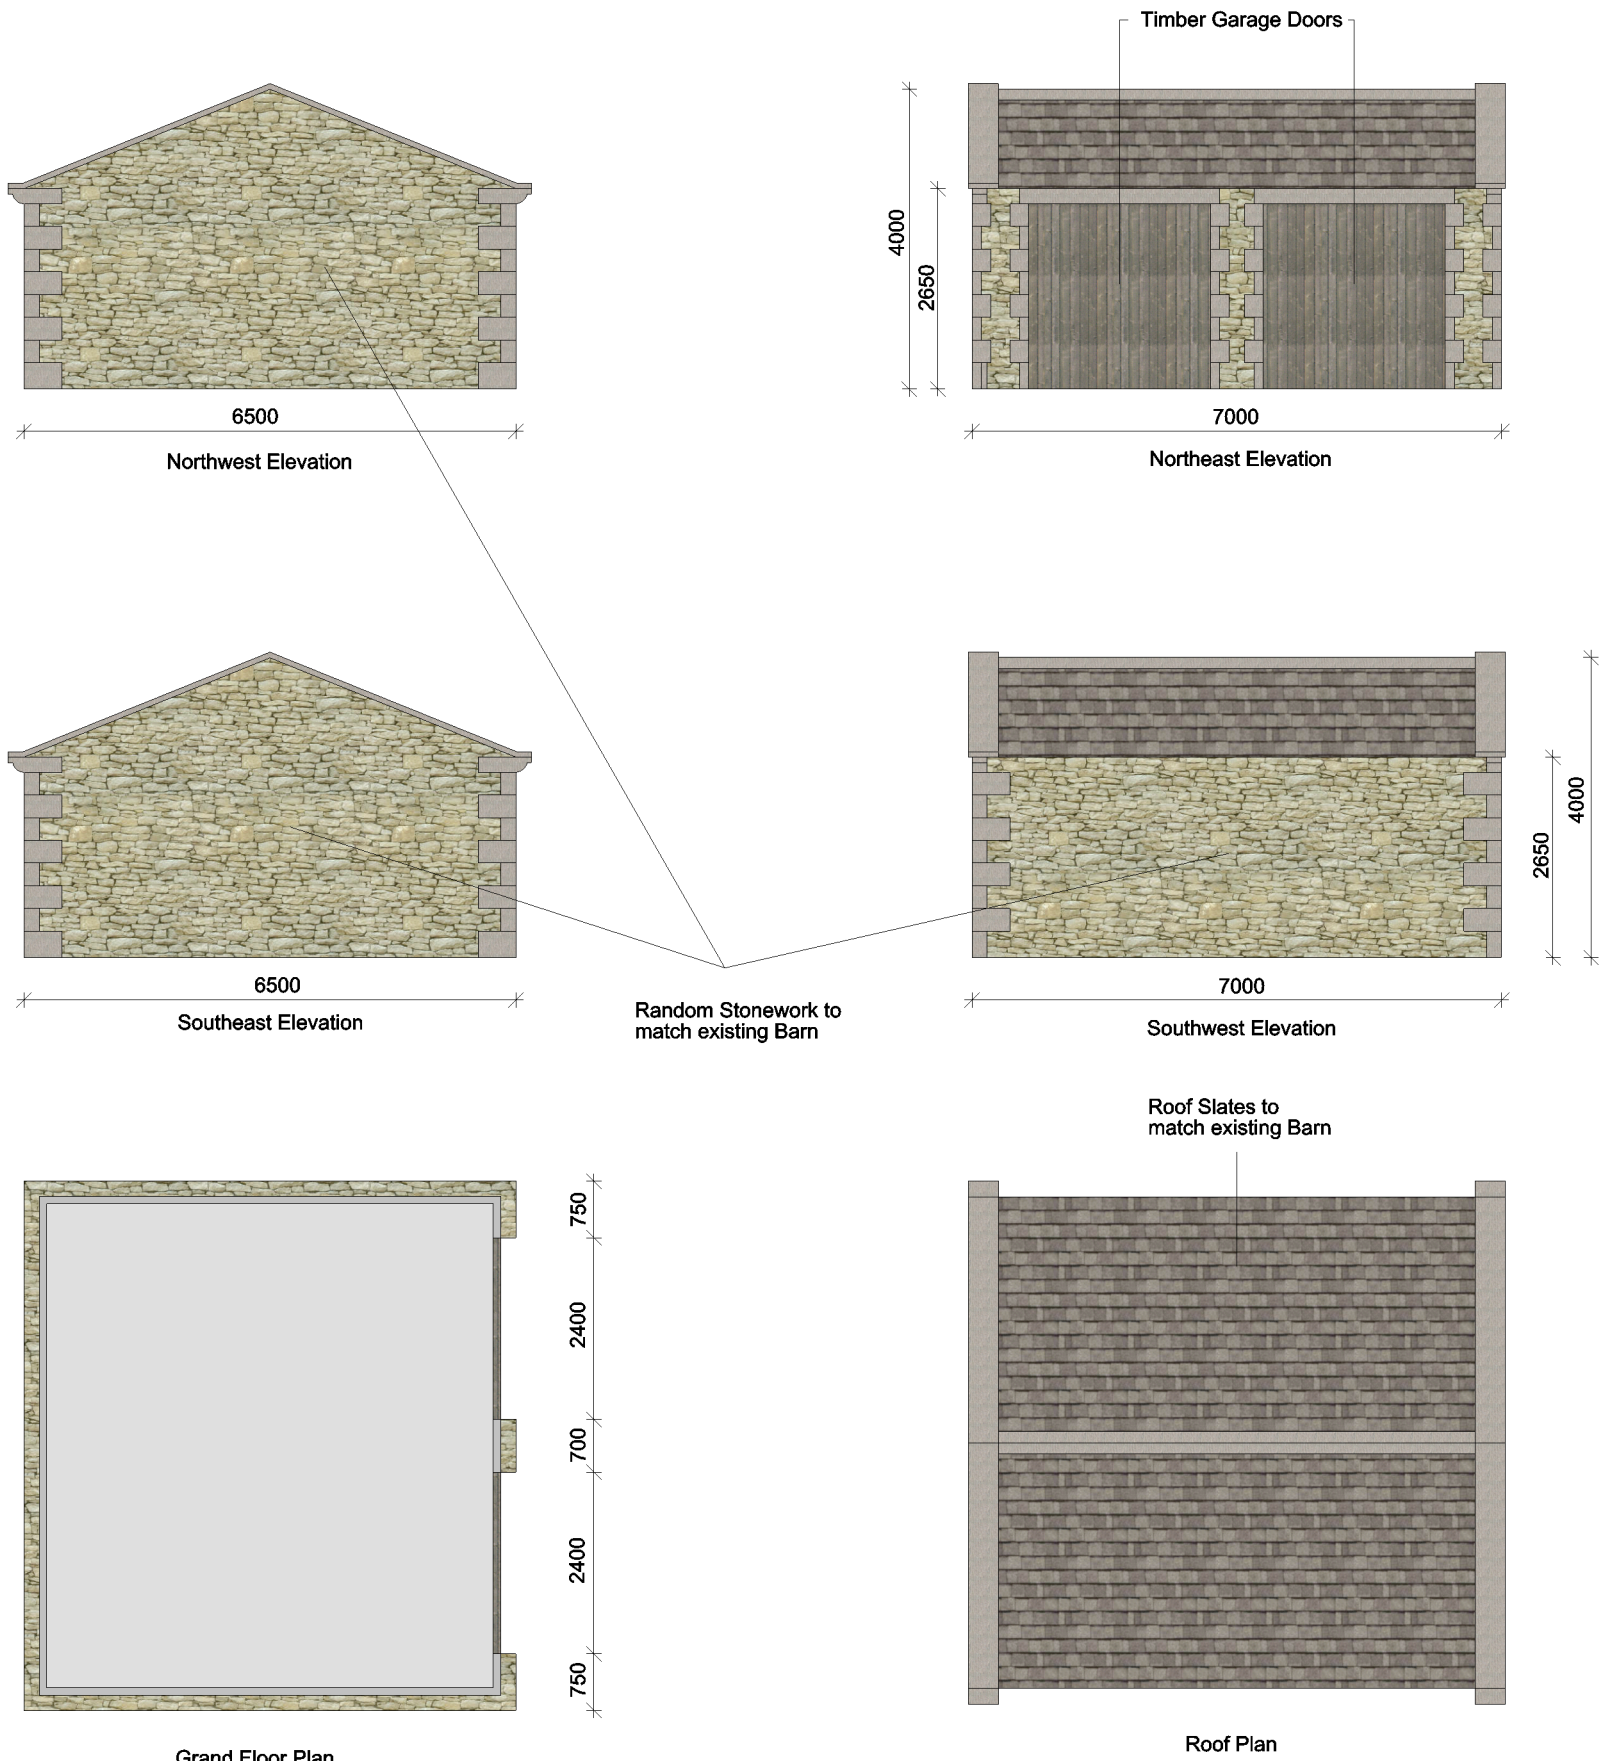 Timber Garage Doors
4000
2650
6500
Northwest Elevation
7000
Northeast Elevation
6500
Southeast Elevation
Random Stonework to
match existing Barn
2650
4000
7000
Southwest Elevation
Roof Slates to
match existing Barn
750
2400
700
2400
750
Grand Floor Plan
Roof Plan